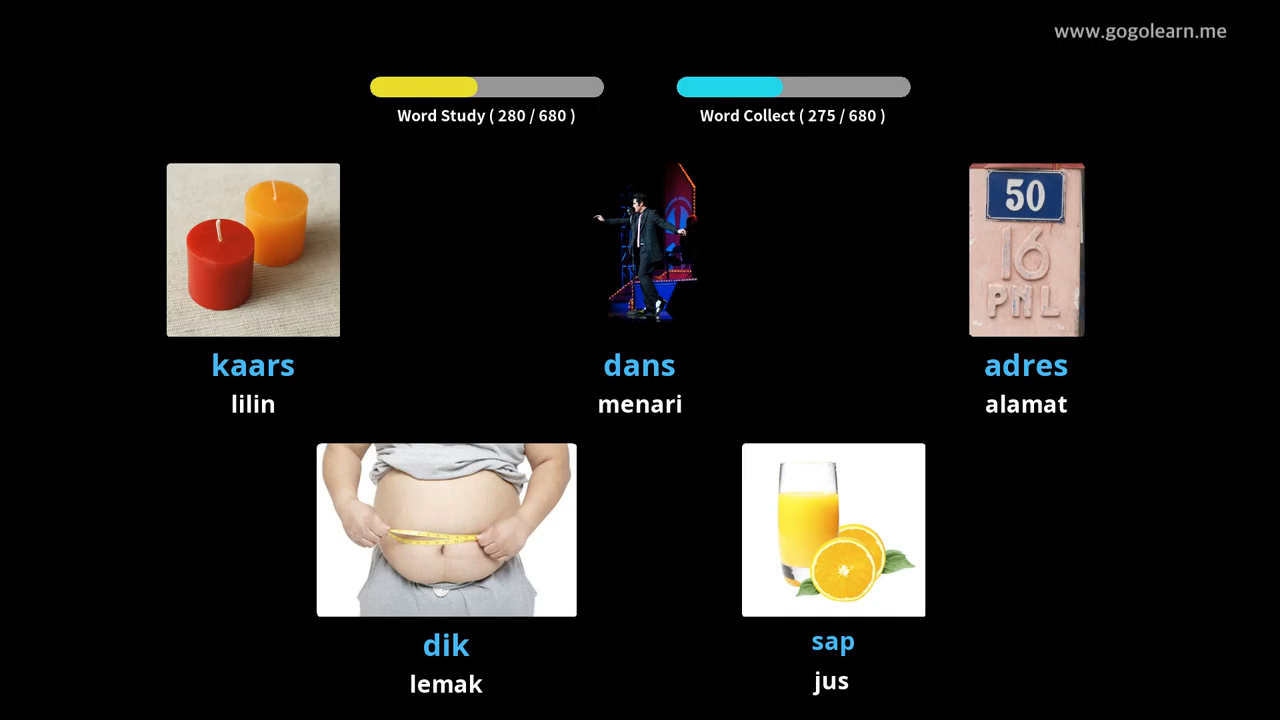 www.gogolearn.me
Word Study ( 280 / 680 )
Word Collect ( 275 / 680 )
50
16
PNL
kaars
lilin
dans
menari
adres
alamat
dik
lemak
sap
jus